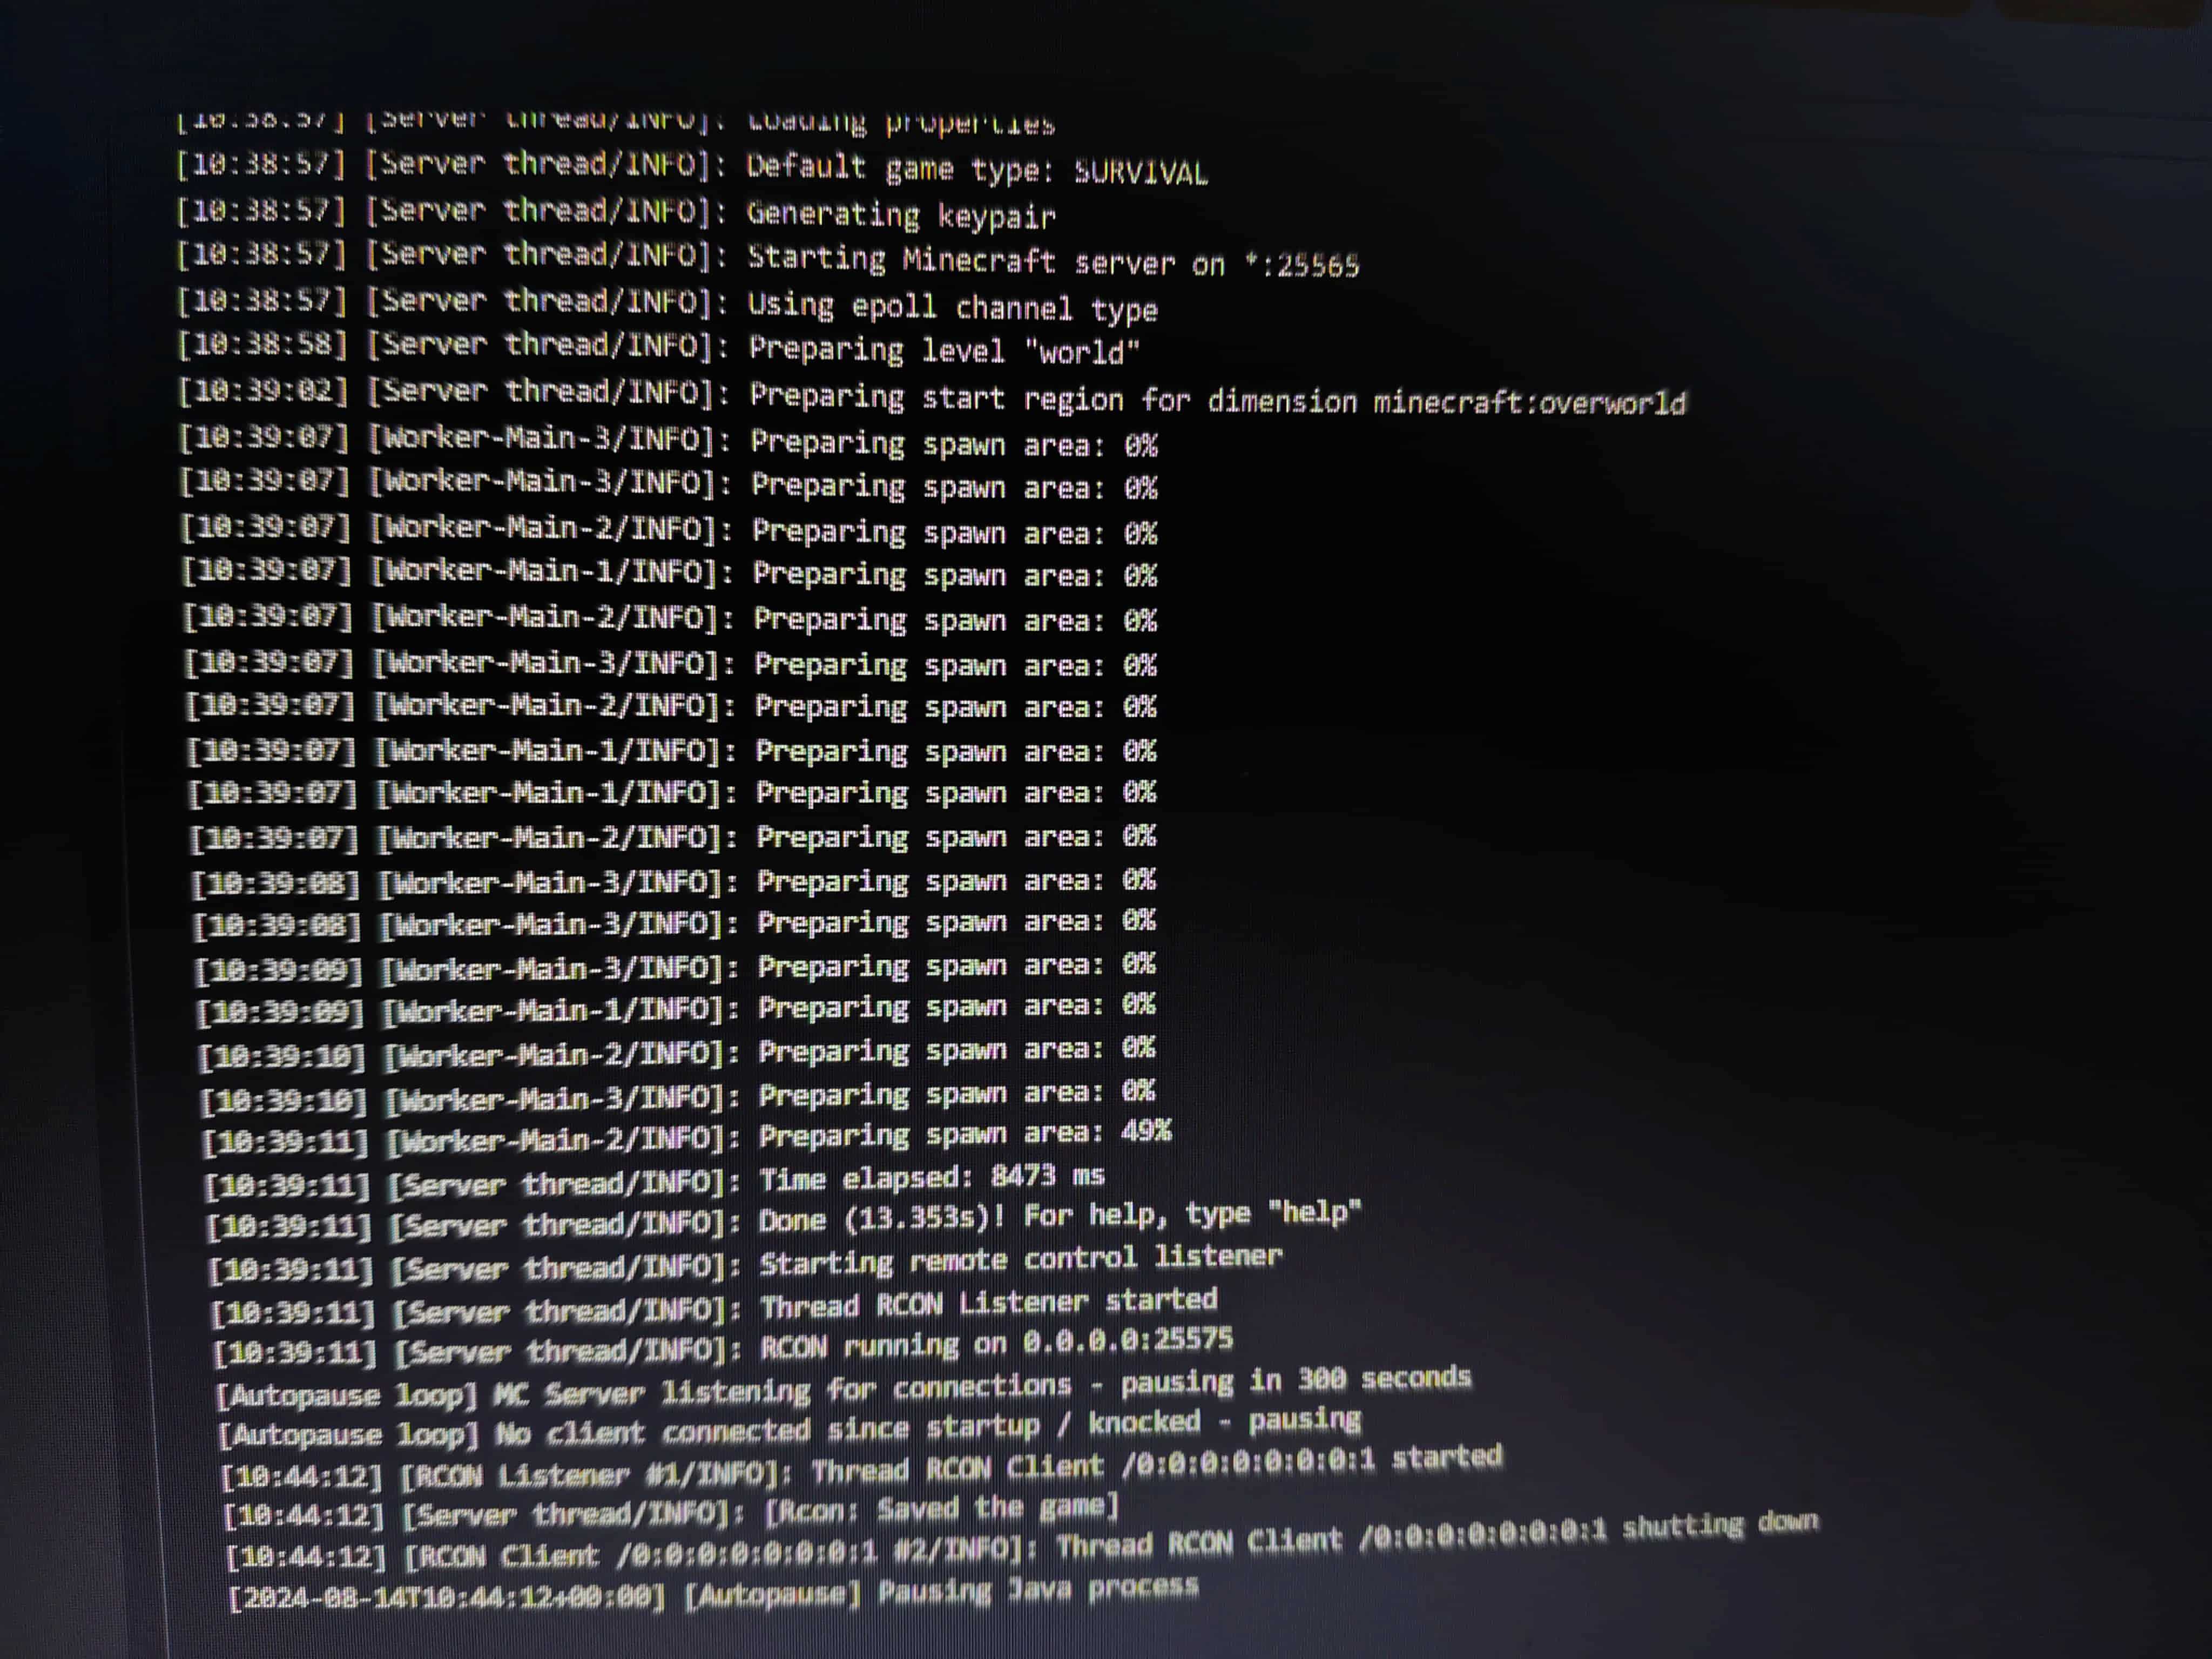 [10:38:57] [Server thread/INFO]: Loading properties
[10:38:57] [Server thread/INFO]: Default game type: SURVIVAL
[10:38:57] [Server thread/INFO]: Generating keypair
[10:38:57] [Server thread/INFO]: Starting Minecraft server on *:25565
[10:38:57] [Server thread/INFO]: Using epoll channel type
[10:38:58] [Server thread/INFO]: Preparing level "world"
[10:39:02] [Server thread/INFO]: Preparing start region for dimension minecraft:overworld
[10:39:07] [Worker-Main-3/INFO]: Preparing spawn area: 0%
[10:39:07] [Worker-Main-3/INFO]: Preparing spawn area: 0%
[10:39:07] [Worker-Main-2/INFO]: Preparing spawn area: 0%
[10:39:07] [Worker-Main-1/INFO]: Preparing spawn area: 0%
[10:39:07] [Worker-Main-2/INFO]: Preparing spawn area: 0%
[10:39:07] [Worker-Main-3/INFO]: Preparing spawn area: 0%
[10:39:07] [Worker-Main-2/INFO]: Preparing spawn area: 0%
[10:39:07] [Worker-Main-1/INFO]: Preparing spawn area: 0%
[10:39:07] [Worker-Main-1/INFO]: Preparing spawn area: 0%
[10:39:07] [Worker-Main-2/INFO]: Preparing spawn area: 0%
[10:39:08] [Worker-Main-3/INFO]: Preparing spawn area: 0%
[10:39:08] [Worker-Main-3/INFO]: Preparing spawn area: 0%
[10:39:09] [Worker-Main-3/INFO]: Preparing spawn area: 0%
[10:39:09] [Worker-Main-1/INFO]: Preparing spawn area: 0%
[10:39:10] [Worker-Main-2/INFO]: Preparing spawn area: 0%
[10:39:10] [Worker-Main-3/INFO]: Preparing spawn area: 0%
[10:39:11] [Worker-Main-2/INFO]: Preparing spawn area: 49%
[10:39:11] [Server thread/INFO]: Time elapsed: 8473 ms
[10:39:11] [Server thread/INFO]: Done (13.353s)! For help, type "help"
[10:39:11] [Server thread/INFO]: Starting remote control listener
[10:39:11] [Server thread/INFO]: Thread RCON Listener started
[10:39:11] [Server thread/INFO]: RCON running on 0.0.0.0:25575
[Autopause loop] MC Server listening for connections - pausing in 300 seconds
[Autopause loop] No client connected since startup / knocked - pausing
[10:44:12] [RCON Listener #1/INFO]: Thread RCON Client /0:0:0:0:0:0:0:1 started
[10:44:12] [Server thread/INFO]: [Rcon: Saved the game]
[10:44:12] [RCON Client /0:0:0:0:0:0:0:1 #2/INFO]: Thread RCON Client /0:0:0:0:0:0:0:1 shutting down
[2024-08-14T10:44:12+00:00] [Autopause] Pausing Java process